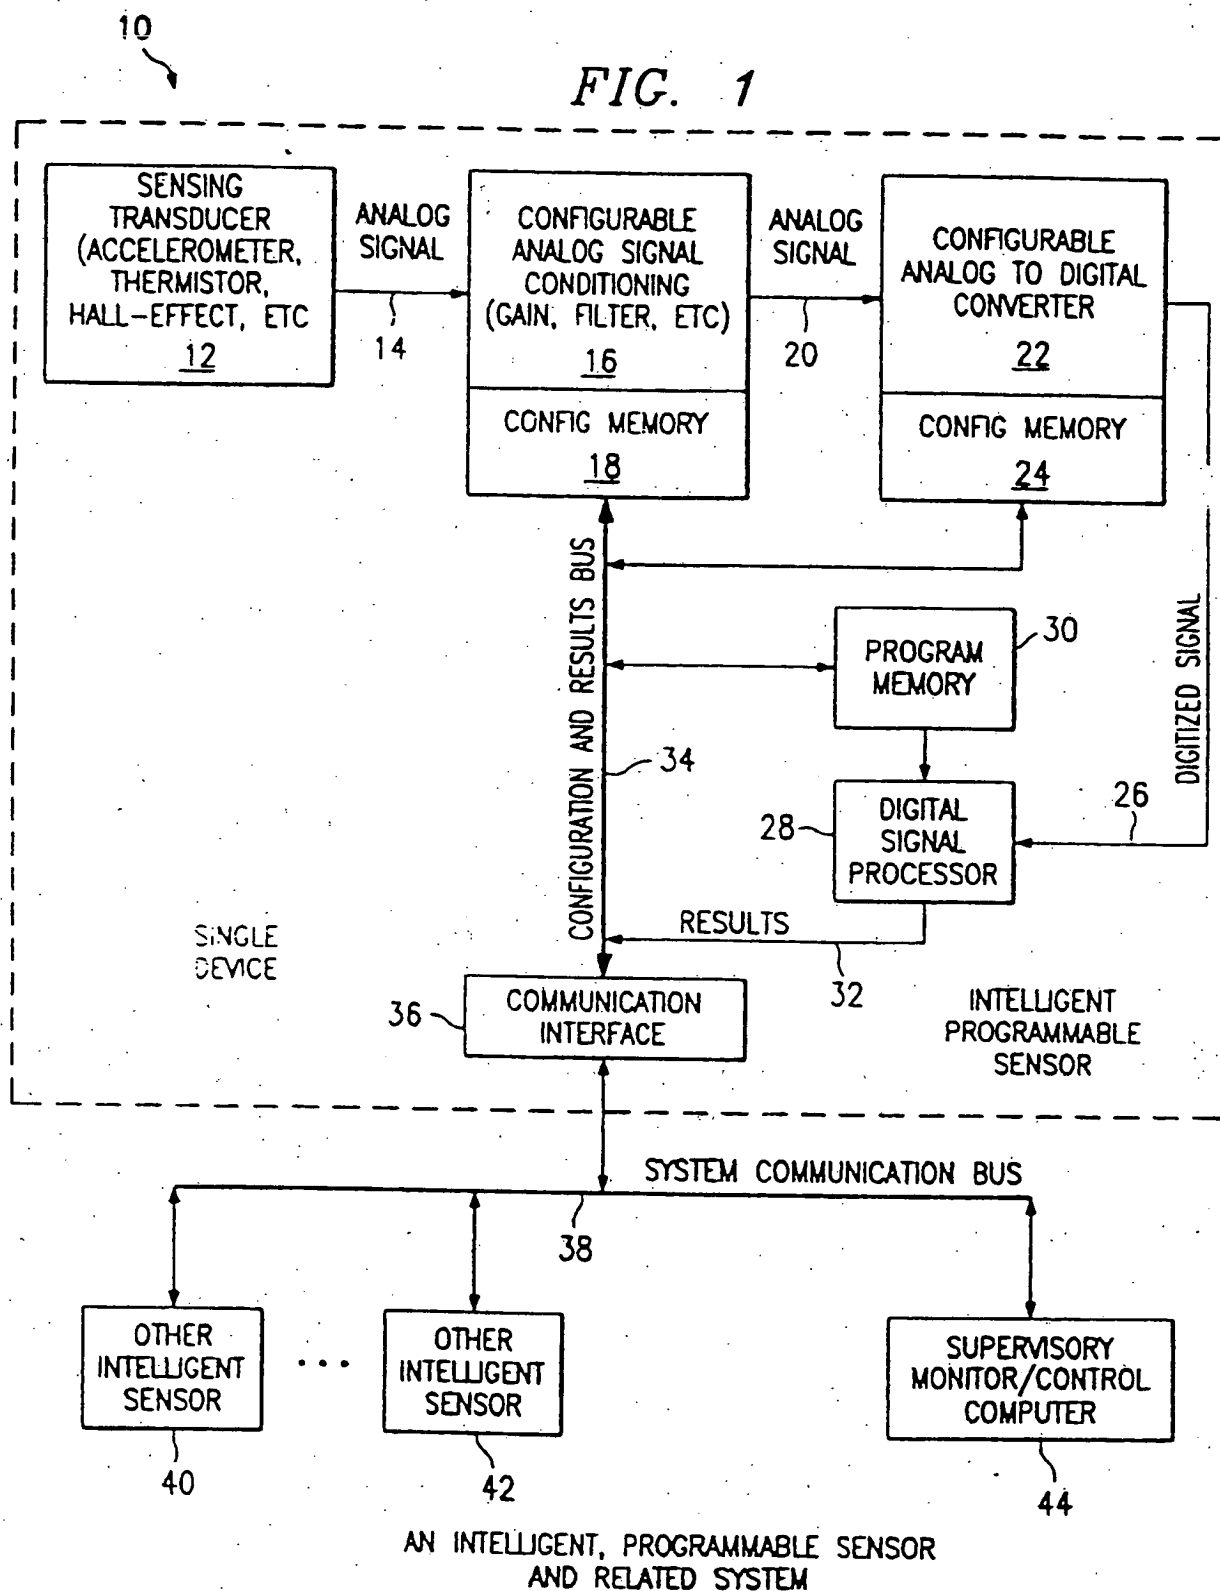 10
FIG. 1
SENSING
TRANSDUCER
(ACCELEROMETER,
THERMISTOR,
HALL-EFFECT, ETC
12
ANALOG
SIGNAL
14
CONFIGURABLE
ANALOG SIGNAL
CONDITIONING
(GAIN, FILTER, ETC)
16
CONFIG MEMORY
18
ANALOG
SIGNAL
20
CONFIGURABLE
ANALOG TO DIGITAL
CONVERTER
22
CONFIG MEMORY
24
CONFIGURATION AND RESULTS BUS
34
PROGRAM
MEMORY
30
DIGITIZED SIGNAL
26
28
DIGITAL
SIGNAL
PROCESSOR
RESULTS
32
SINGLE
DEVICE
36
COMMUNICATION
INTERFACE
INTELLIGENT
PROGRAMMABLE
SENSOR
SYSTEM COMMUNICATION BUS
38
OTHER
INTELLIGENT
SENSOR
40
...
OTHER
INTELLIGENT
SENSOR
42
SUPERVISORY
MONITOR/CONTROL
COMPUTER
44
AN INTELLIGENT, PROGRAMMABLE SENSOR
AND RELATED SYSTEM